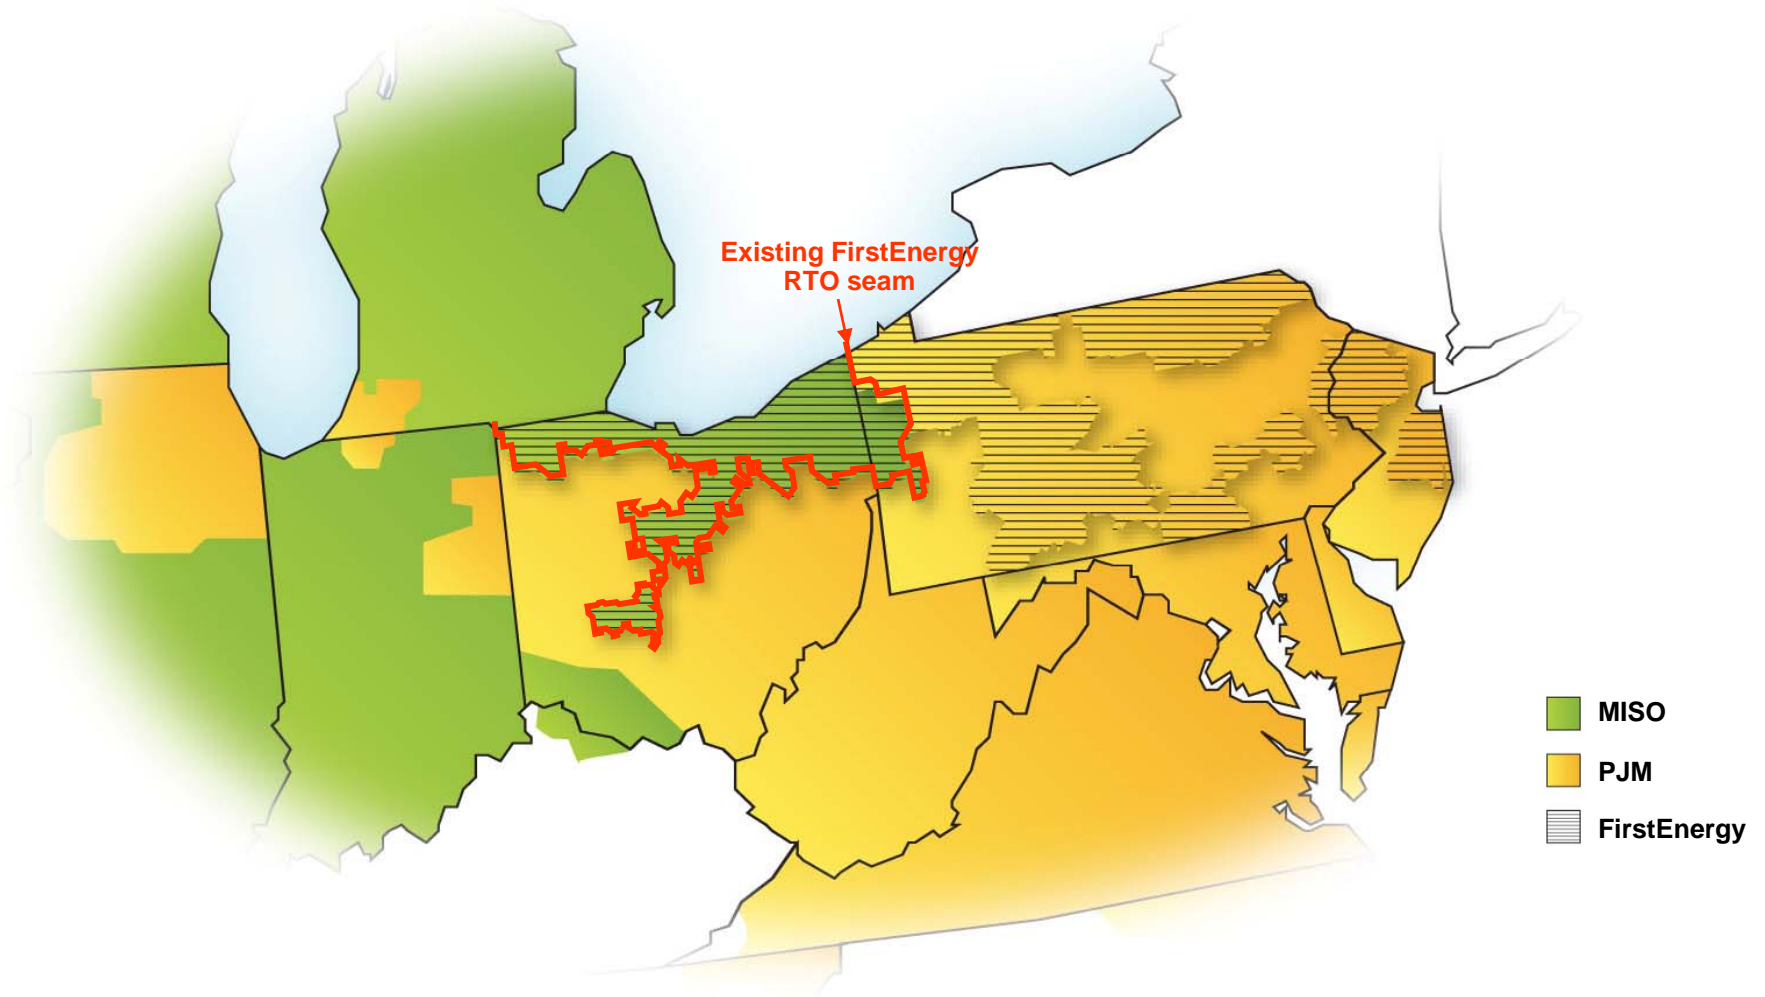 Existing FirstEnergy
RTO seam
MISO
PJM
FirstEnergy